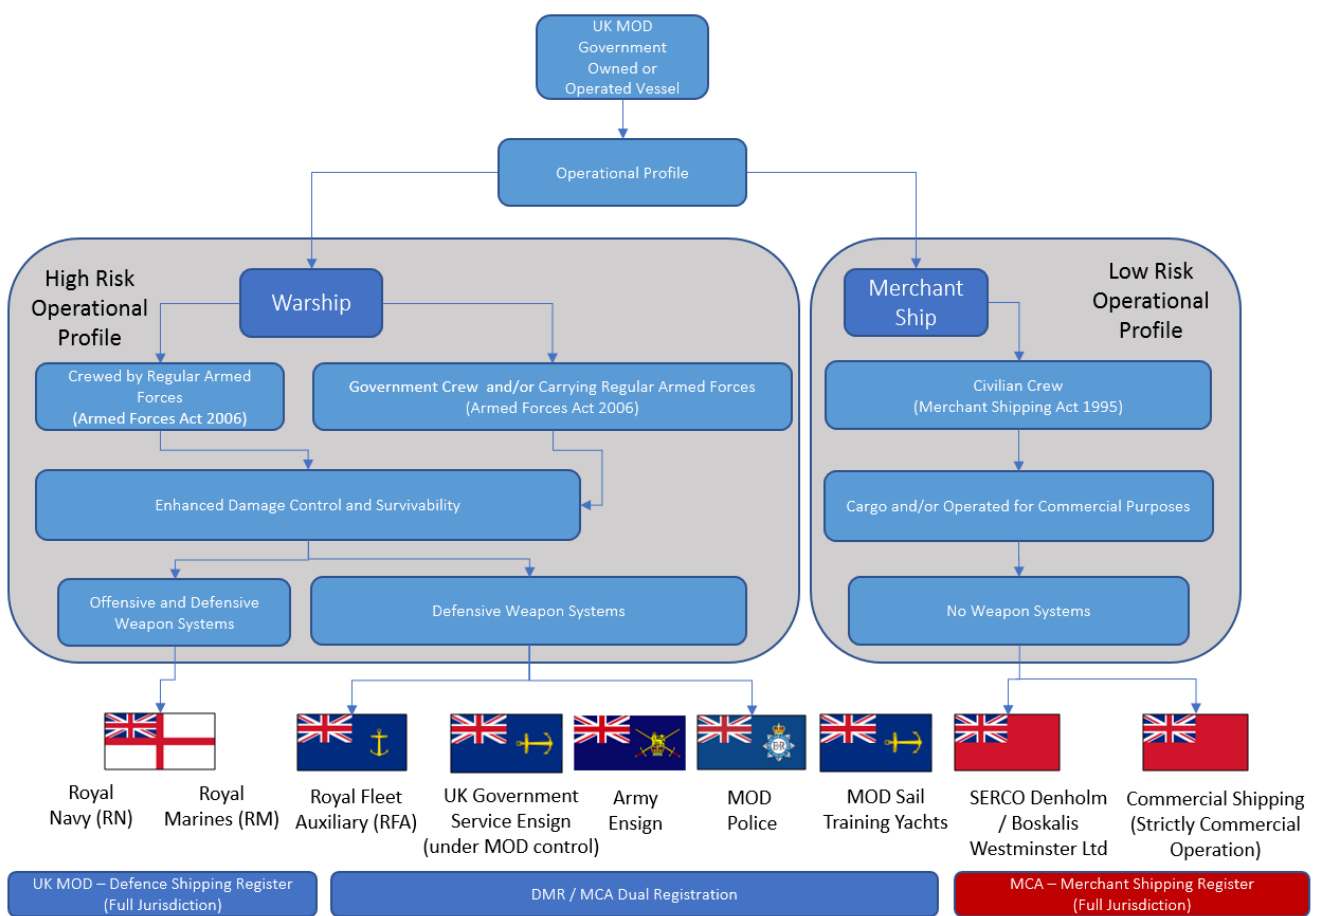 UK MOD
Government
Owned or
Operated Vessel
Operational Profile
High Risk
Operational
Profile
Warship
Crewed by Regular Armed
Forces
(Armed Forces Act 2006)
Government Crew and/or Carrying Regular Armed Forces
(Armed Forces Act 2006)
Enhanced Damage Control and Survivability
Offensive and Defensive
Weapon Systems
Defensive Weapon Systems
Merchant
Ship
Low Risk
Operational
Profile
Civilian Crew
(Merchant Shipping Act 1995)
Cargo and/or Operated for Commercial Purposes
No Weapon Systems
Royal
Navy (RN)
Royal
Marines (RM)
Royal Fleet
Auxiliary (RFA)
UK Government
Service Ensign
(under MOD control)
Army
Ensign
MOD
Police
MOD Sail
Training Yachts
SERCO Denholm
/ Boskalis
Westminster Ltd
Commercial Shipping
(Strictly Commercial
Operation)
UK MOD – Defence Shipping Register
(Full Jurisdiction)
DMR / MCA Dual Registration
MCA – Merchant Shipping Register
(Full Jurisdiction)